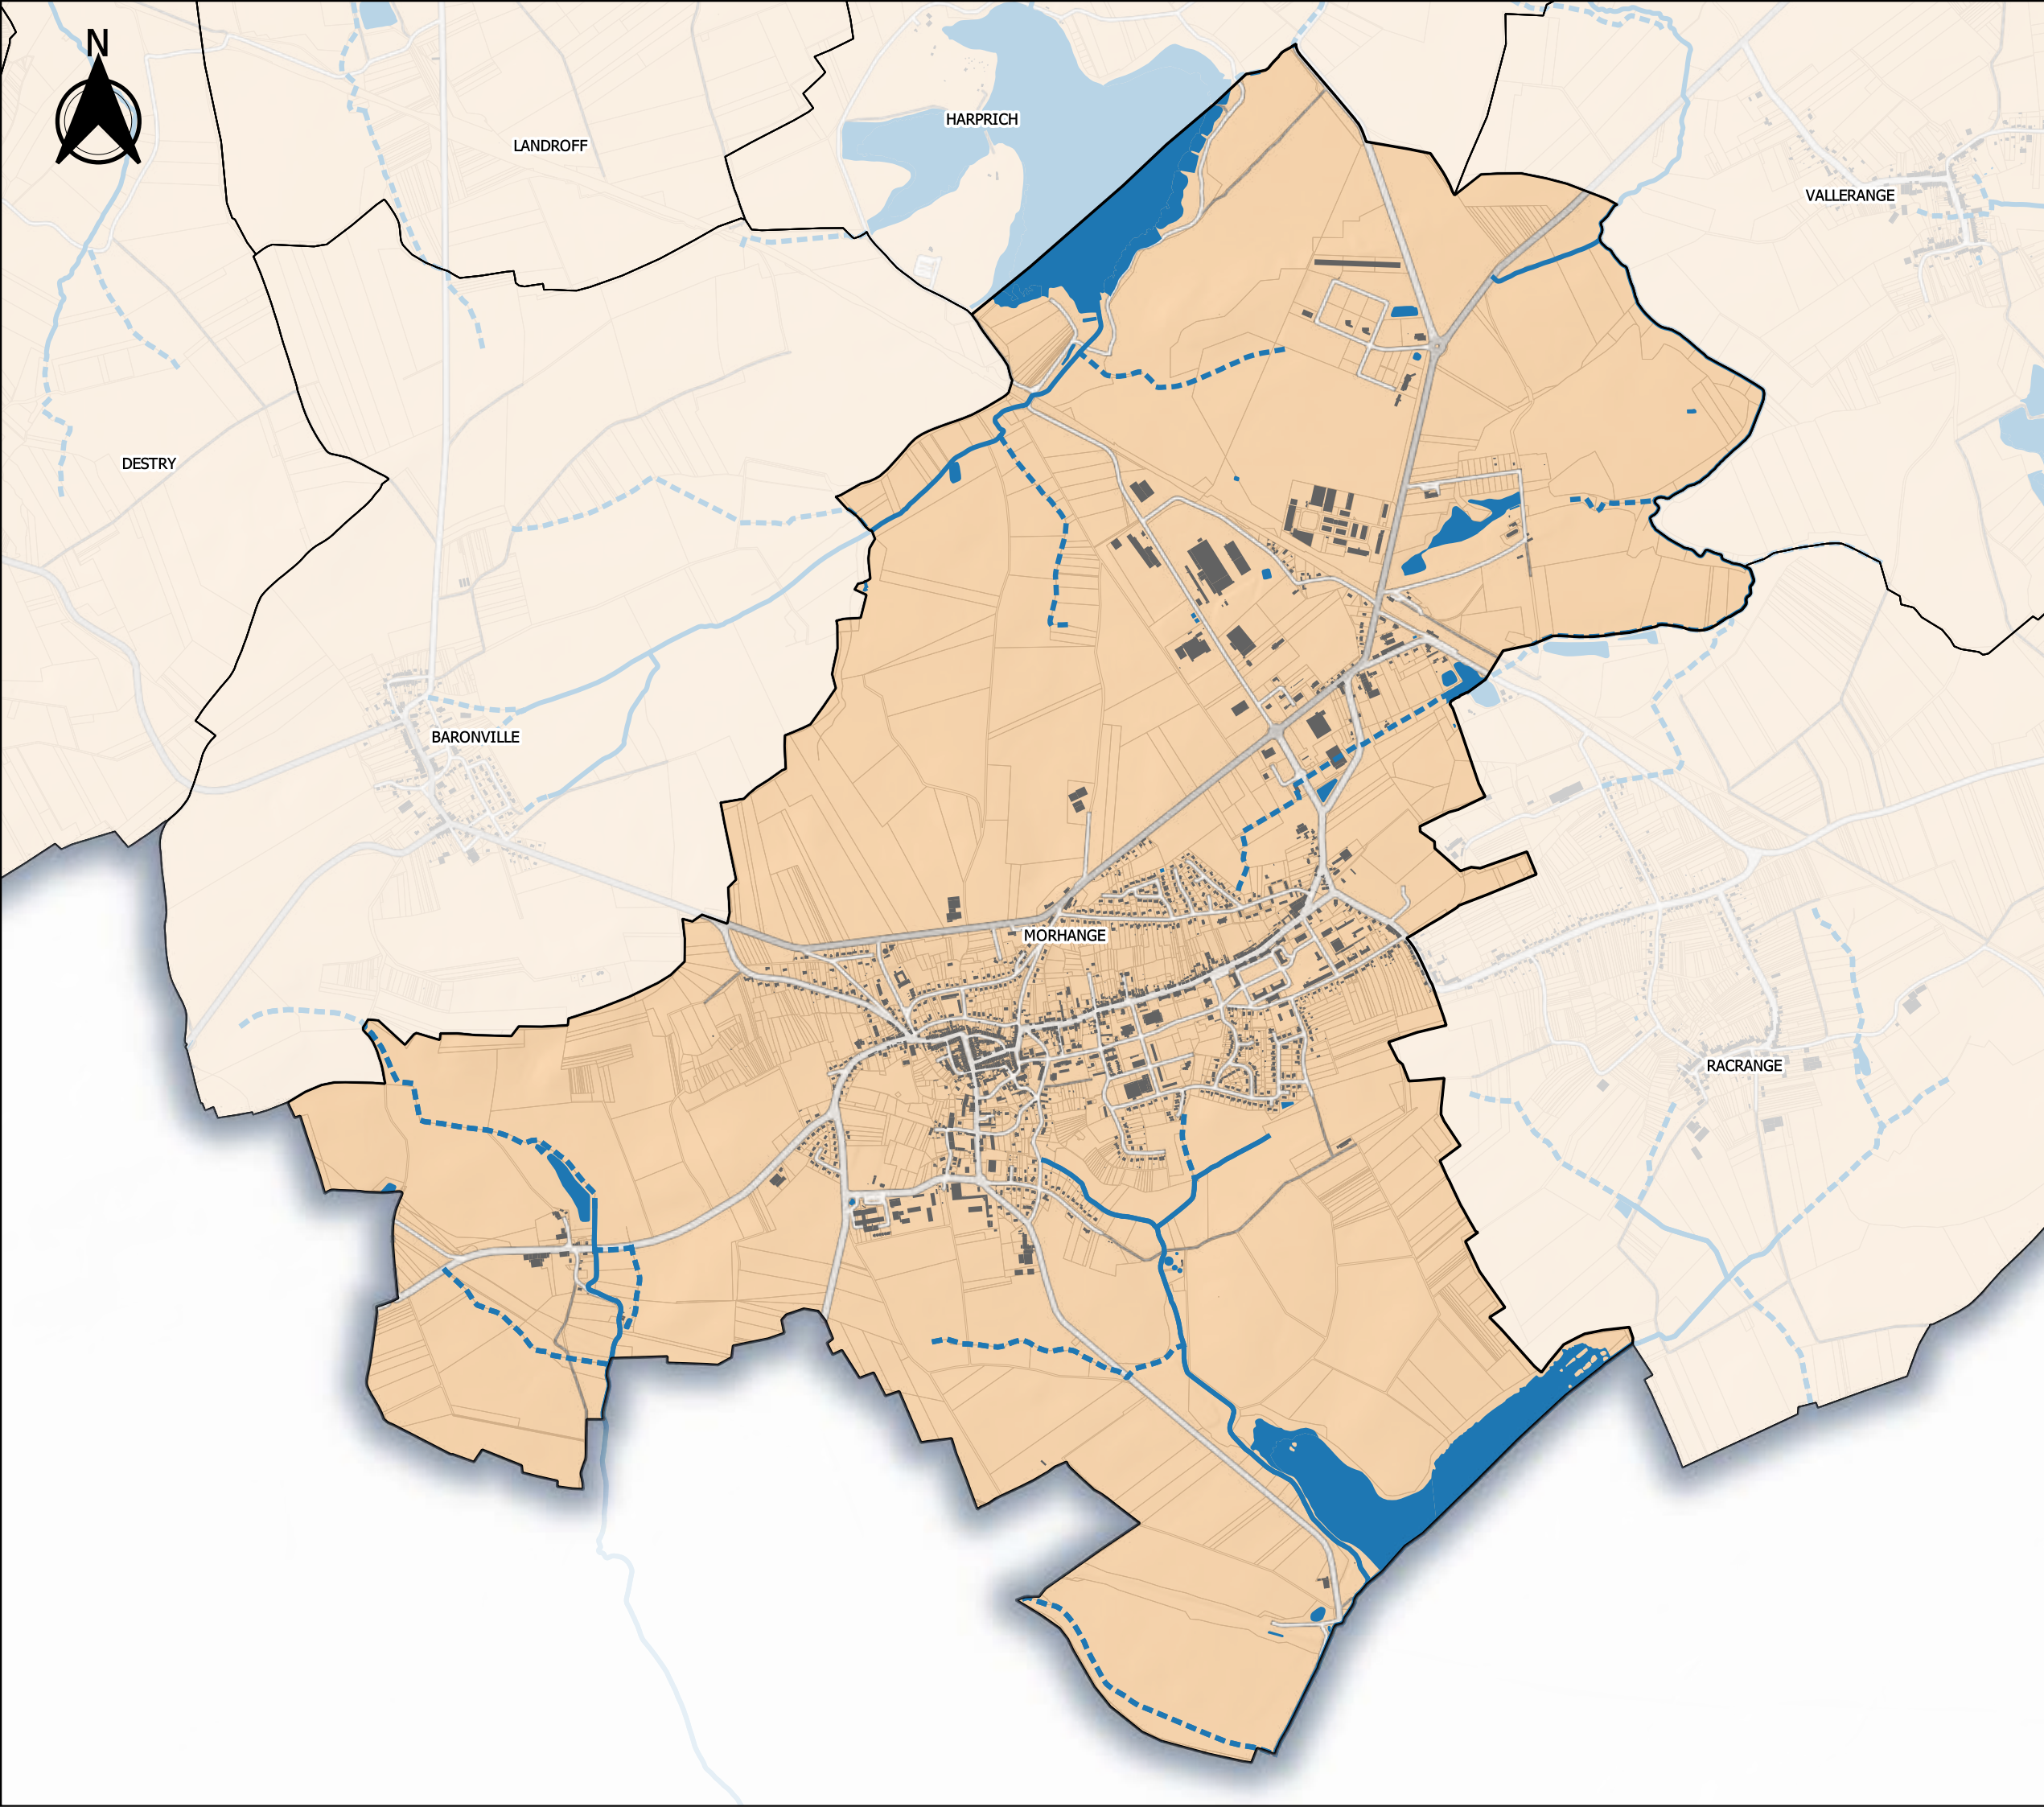 N
HARPRICH
LANDROFF
VALLERANGE
DESTRY
BARONVILLE
MORHANGE
RACRANGE